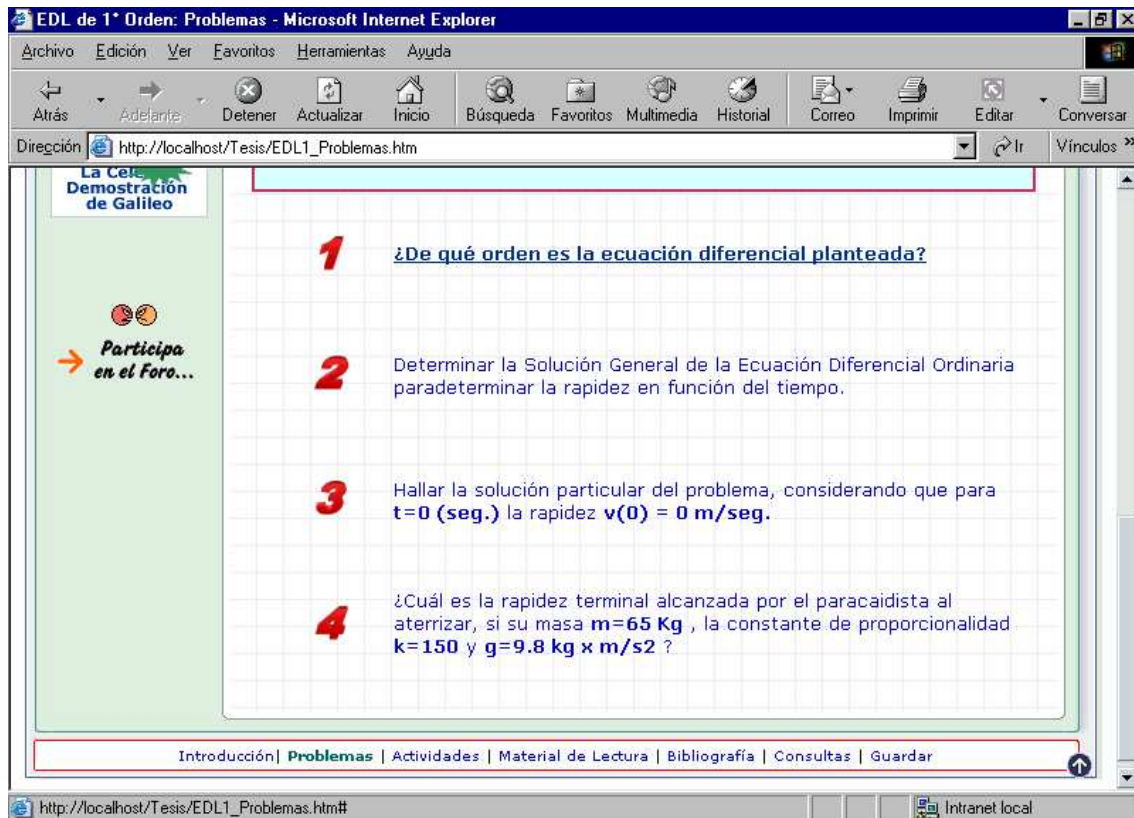 EDL de 1° Orden: Problemas - Microsoft Internet Explorer
Archivo Edición Ver Favoritos Herramientas Ayuda
Atrás Adelante Detener Actualizar Inicio Búsqueda Favoritos Multimedia Historial Correo Imprimir Editar Conversar
Dirección http://localhost/Tesis/EDL1_Problemas.htm Ir Vínculos »
La
Demostración
de Galileo
1 ¿De qué orden es la ecuación diferencial planteada?
Participa
en el Foro...
2 Determinar la Solución General de la Ecuación Diferencial Ordinaria
paradeterminar la rapidez en función del tiempo.
3 Hallar la solución particular del problema, considerando que para
t=0 (seg.) la rapidez v(0) = 0 m/seg.
4 ¿Cuál es la rapidez terminal alcanzada por el paracaidista al
aterrizar, si su masa m=65 Kg , la constante de proporcionalidad
k=150 y g=9.8 kg x m/s2 ?
Introducción| Problemas | Actividades | Material de Lectura | Bibliografía | Consultas | Guardar
http://localhost/Tesis/EDL1_Problemas.htm# Intranet local